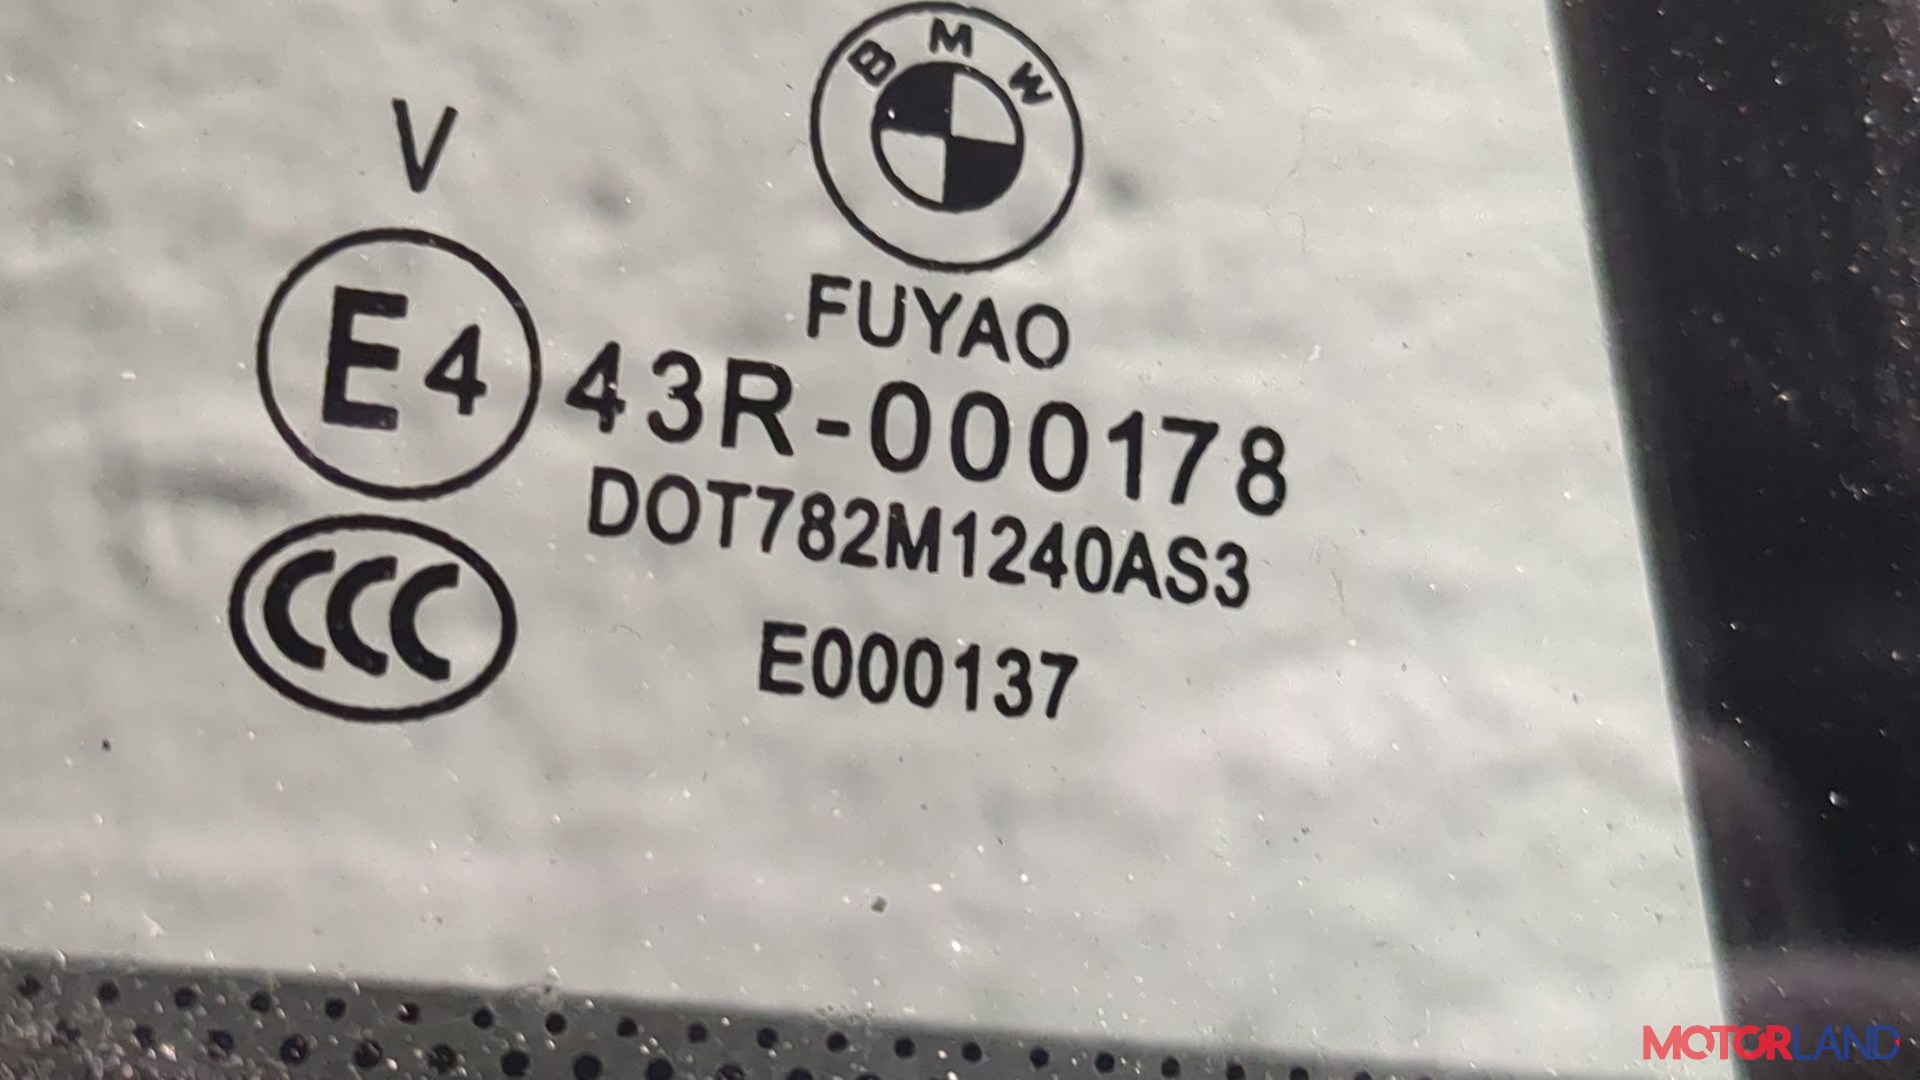 BMW
V
FUYAO
E4 43R-000178
DOT782M1240AS3
CCC
E000137
MOTORLAND